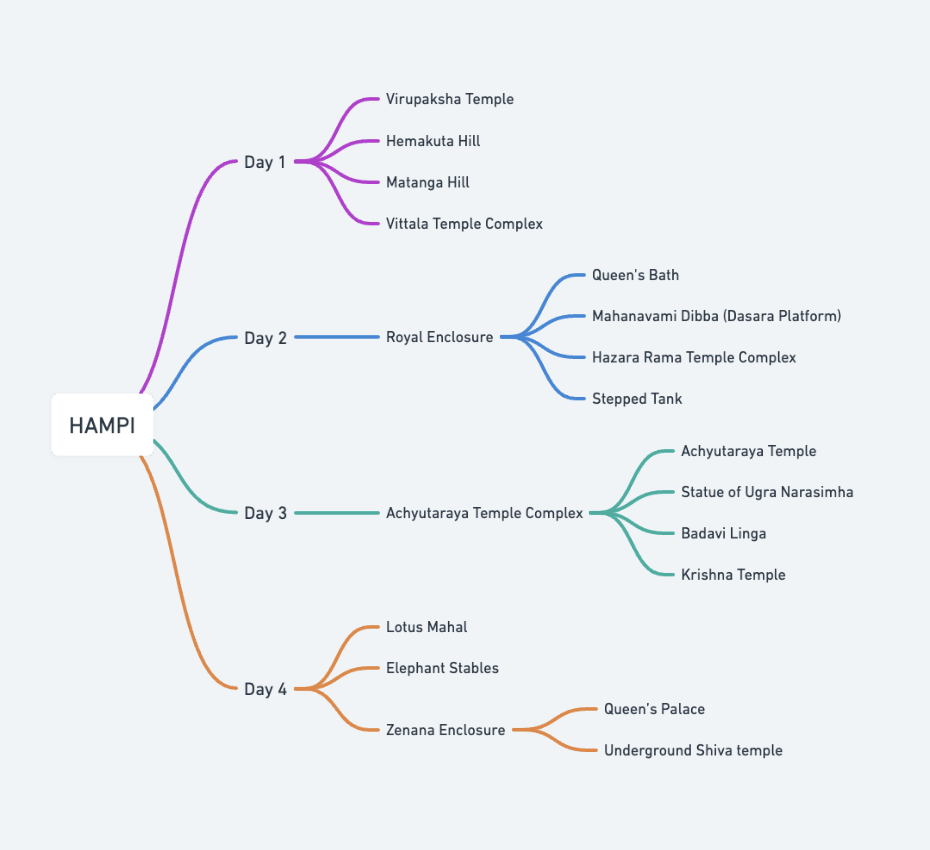 HAMPI
Day 1
Virupaksha Temple
Hemakuta Hill
Matanga Hill
Vittala Temple Complex
Day 2
Royal Enclosure
Queen's Bath
Mahanavami Dibba (Dasara Platform)
Hazara Rama Temple Complex
Stepped Tank
Day 3
Achyutaraya Temple Complex
Achyutaraya Temple
Statue of Ugra Narasimha
Badavi Linga
Krishna Temple
Day 4
Lotus Mahal
Elephant Stables
Zenana Enclosure
Queen's Palace
Underground Shiva temple